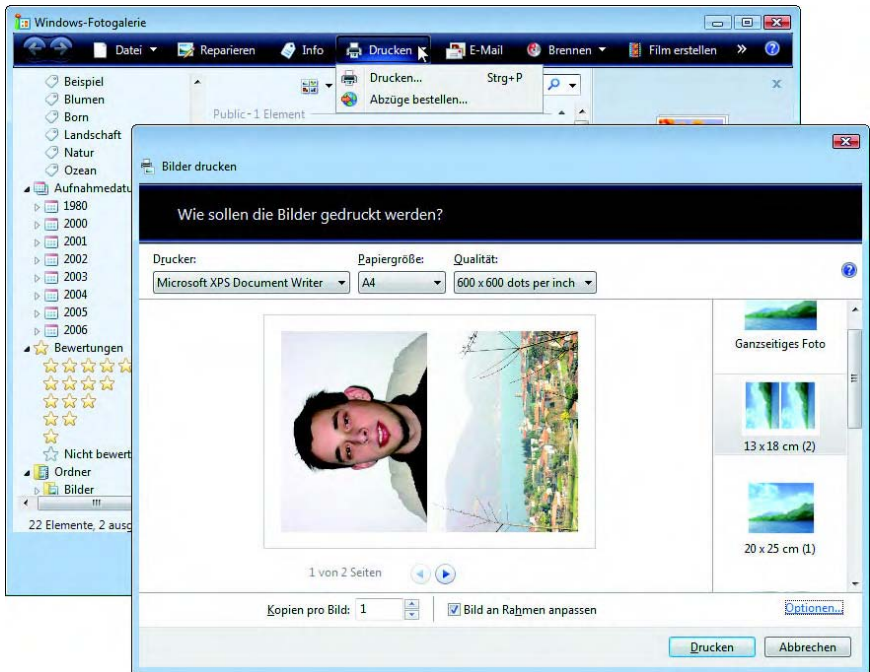 Windows-Fotogalerie
Datei Reparieren Info Drucken E-Mail Brennen Film erstellen »
Drucken... Strg+P
Abzüge bestellen...
Public - 1 Element
Beispiel
Blumen
Born
Landschaft
Natur
Ozean
Aufnahmedatu
1980
2000
2001
2002
2003
2004
2005
2006
Bewertungen
Nicht bewert
Ordner
Bilder
22 Elemente, 2 ausg
Bilder drucken
Wie sollen die Bilder gedruckt werden?
Drucker: Papiergröße: Qualität:
Microsoft XPS Document Writer A4 600 x 600 dots per inch
Ganzseitiges Foto
13 x 18 cm (2)
20 x 25 cm (1)
1 von 2 Seiten
Kopien pro Bild: 1 Bild an Rahmen anpassen Optionen...
Drucken Abbrechen